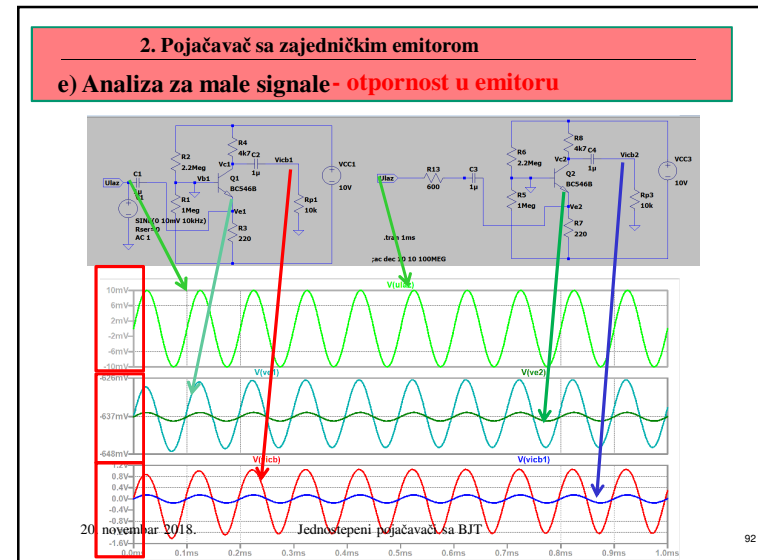 2. Pojačavač sa zajedničkim emitorom
e) Analiza za male signale- otpornost u emitoru
R4
4k7
C2
1µ
Vicb1
R2
2.2Meg
Vc1
Vb1
Q1
BC546B
VCC1
10V
Ulaz
C1
R1
1Meg
Ve1
Rp1
10k
R3
220
SINE(0 10mV 10kHz)
Rser=0
AC 1
R8
4k7
C4
1µ
Vicb2
R6
2.2Meg
Vc2
Q2
BC546B
VCC3
10V
Ulaz
R13
600
C3
1µ
R5
1Meg
Ve2
Rp3
10k
R7
220
.tran 1ms
;ac dec 20 10 100MEG
V(ulaz)
10mV
6mV
2mV
-2mV
-6mV
-10mV
V(ve1) V(ve2)
-626mV
-637mV
-648mV
V(vicb) V(vicb1)
1.2V
0.8V
0.4V
0.0V
-0.4V
-0.8V
-1.6V
0.0ms 0.1ms 0.2ms 0.3ms 0.4ms 0.5ms 0.6ms 0.7ms 0.8ms 0.9ms 1.0ms
20. novembar 2018. Jednostepeni pojačavači sa BJT
92